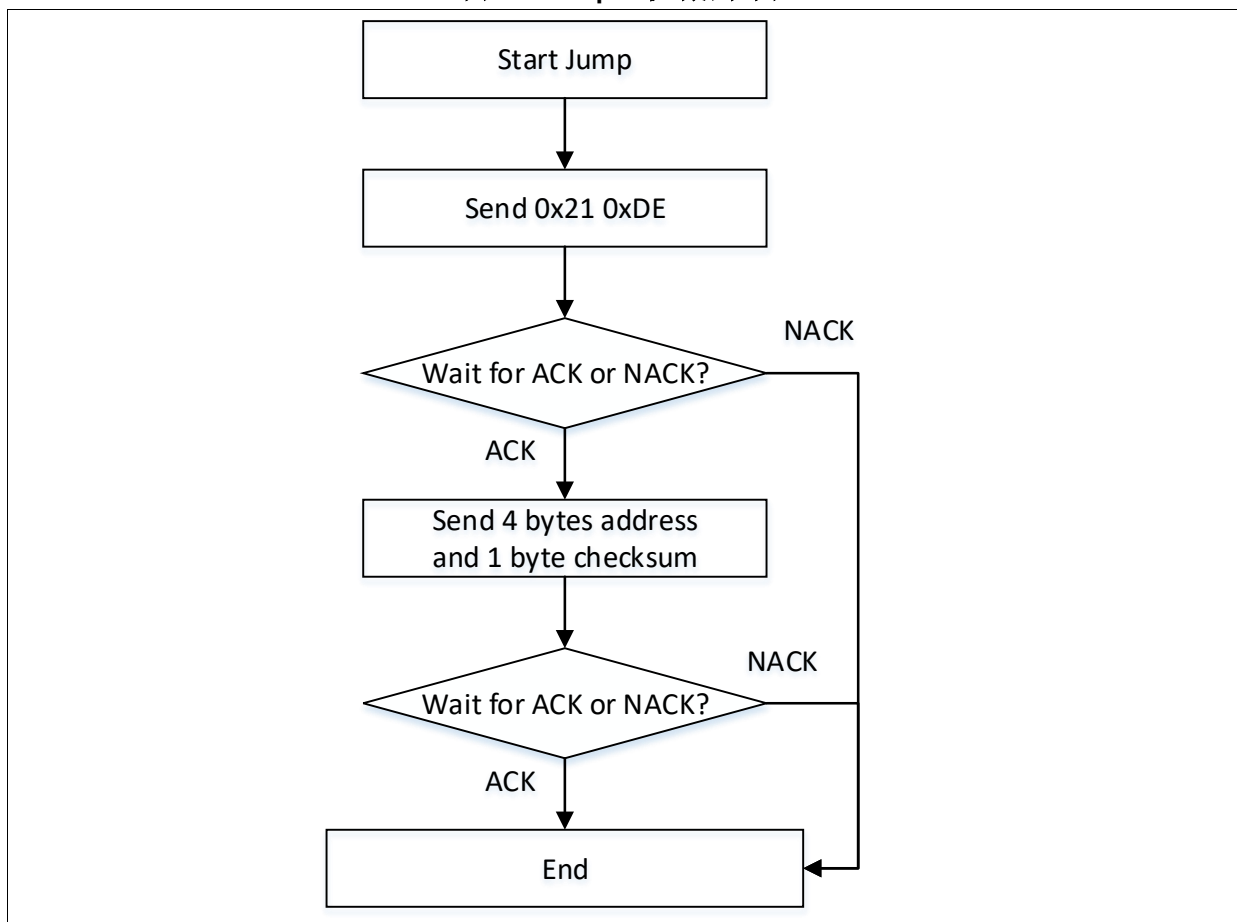 Start Jump
Send 0x21 0xDE
NACK
Wait for ACK or NACK?
ACK
Send 4 bytes address
and 1 byte checksum
NACK
Wait for ACK or NACK?
ACK
End